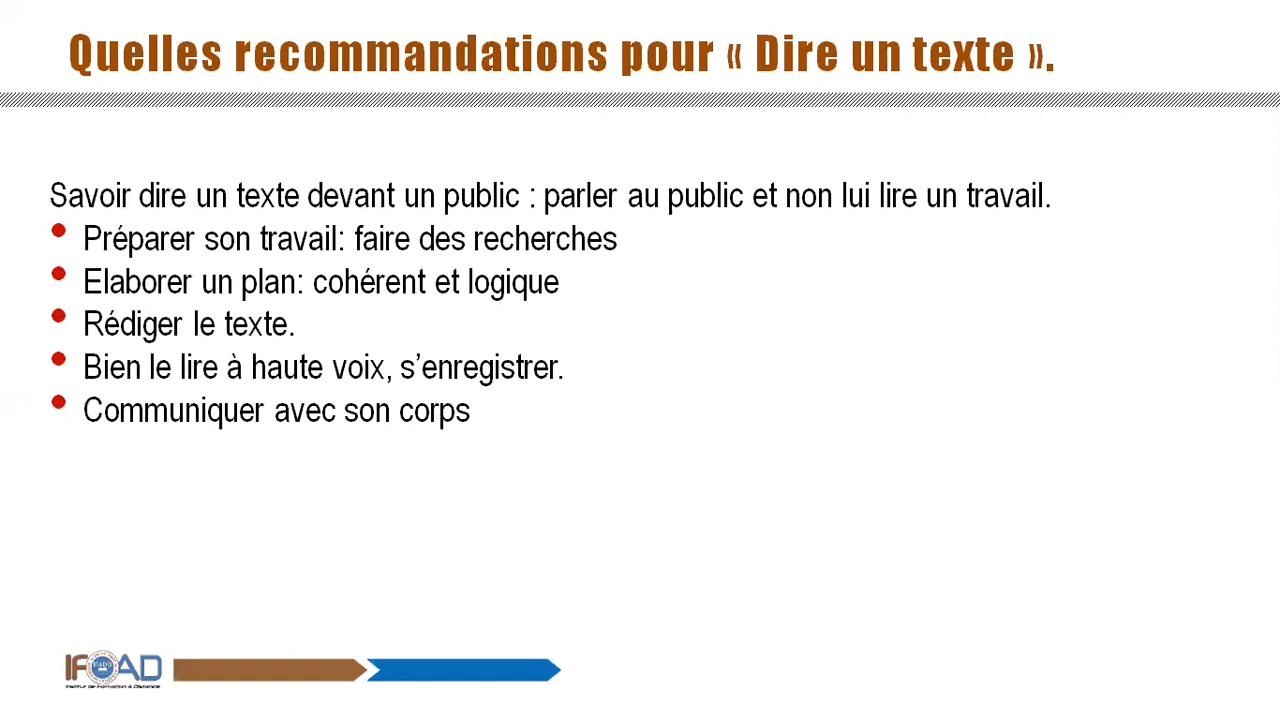 Quelles recommandations pour « Dire un texte ».
Savoir dire un texte devant un public : parler au public et non lui lire un travail.
• Préparer son travail: faire des recherches
• Elaborer un plan: cohérent et logique
• Rédiger le texte.
• Bien le lire à haute voix, s’enregistrer.
• Communiquer avec son corps
IFOAD
Institut de Formation à Distance